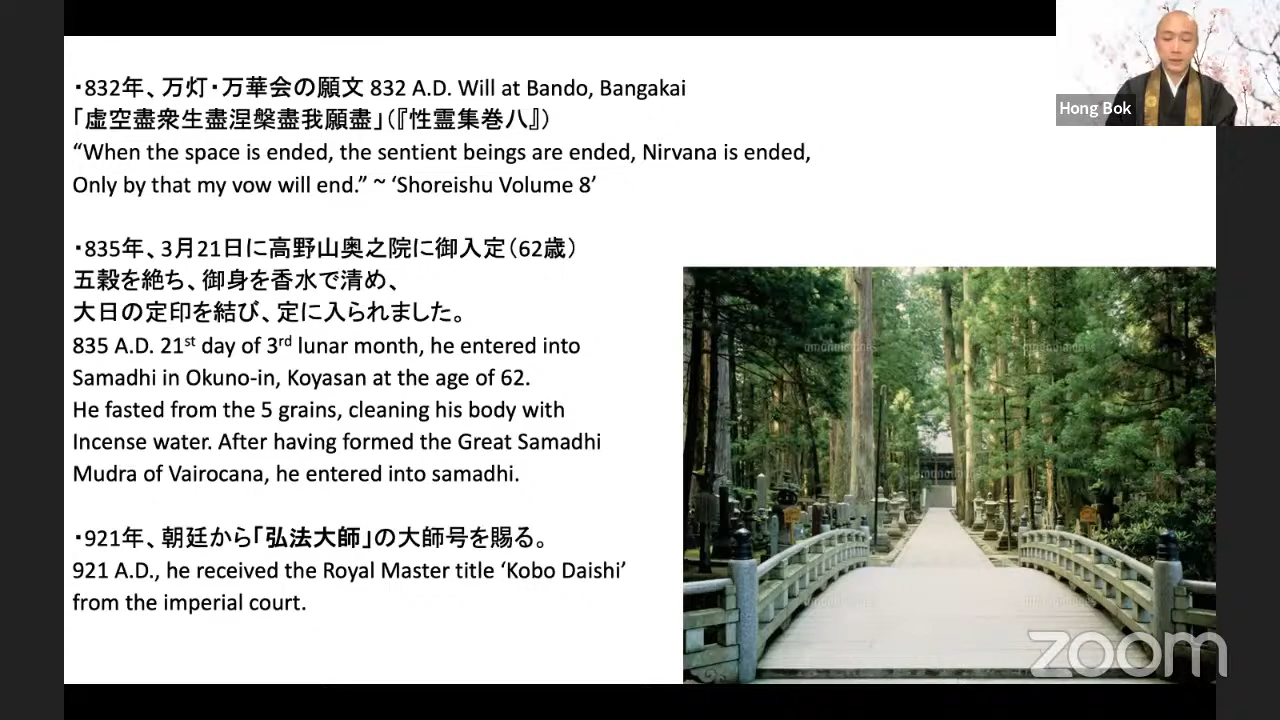 ・832年、万灯・万華会の願文 832 A.D. Will at Bando, Bangakai
「虚空盡衆生盡涅槃盡我願盡」（『性霊集巻八』）
“When the space is ended, the sentient beings are ended, Nirvana is ended,
Only by that my vow will end.” ~ ‘Shoreishu Volume 8’
・835年、3月21日に高野山奥之院に御入定（62歳）
五穀を絶ち、御身を香水で清め、
大日の定印を結び、定に入られました。
835 A.D. 21st day of 3rd lunar month, he entered into
Samadhi in Okuno-in, Koyasan at the age of 62.
He fasted from the 5 grains, cleaning his body with
Incense water. After having formed the Great Samadhi
Mudra of Vairocana, he entered into samadhi.
・921年、朝廷から「弘法大師」の大師号を賜る。
921 A.D., he received the Royal Master title ‘Kobo Daishi’
from the imperial court.
Hong Bok
zoom